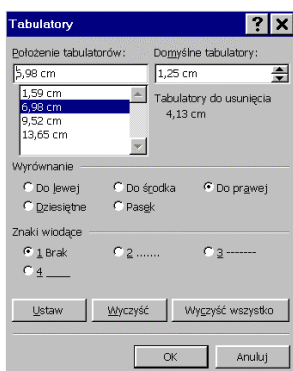 Tabulatory
Położenie tabulatorów: Domyślne tabulatory:
5,98 cm 1,25 cm
1,59 cm
6,98 cm
9,52 cm
13,65 cm
Tabulatory do usunięcia
4,13 cm
Wyrównanie
Do lewej Do środka Do prawej
Dziesiętne Pasek
Znaki wiodące
1 Brak 2 ....... 3 -------
4 ____
Ustaw Wyczyść Wyczyść wszystko
OK Anuluj